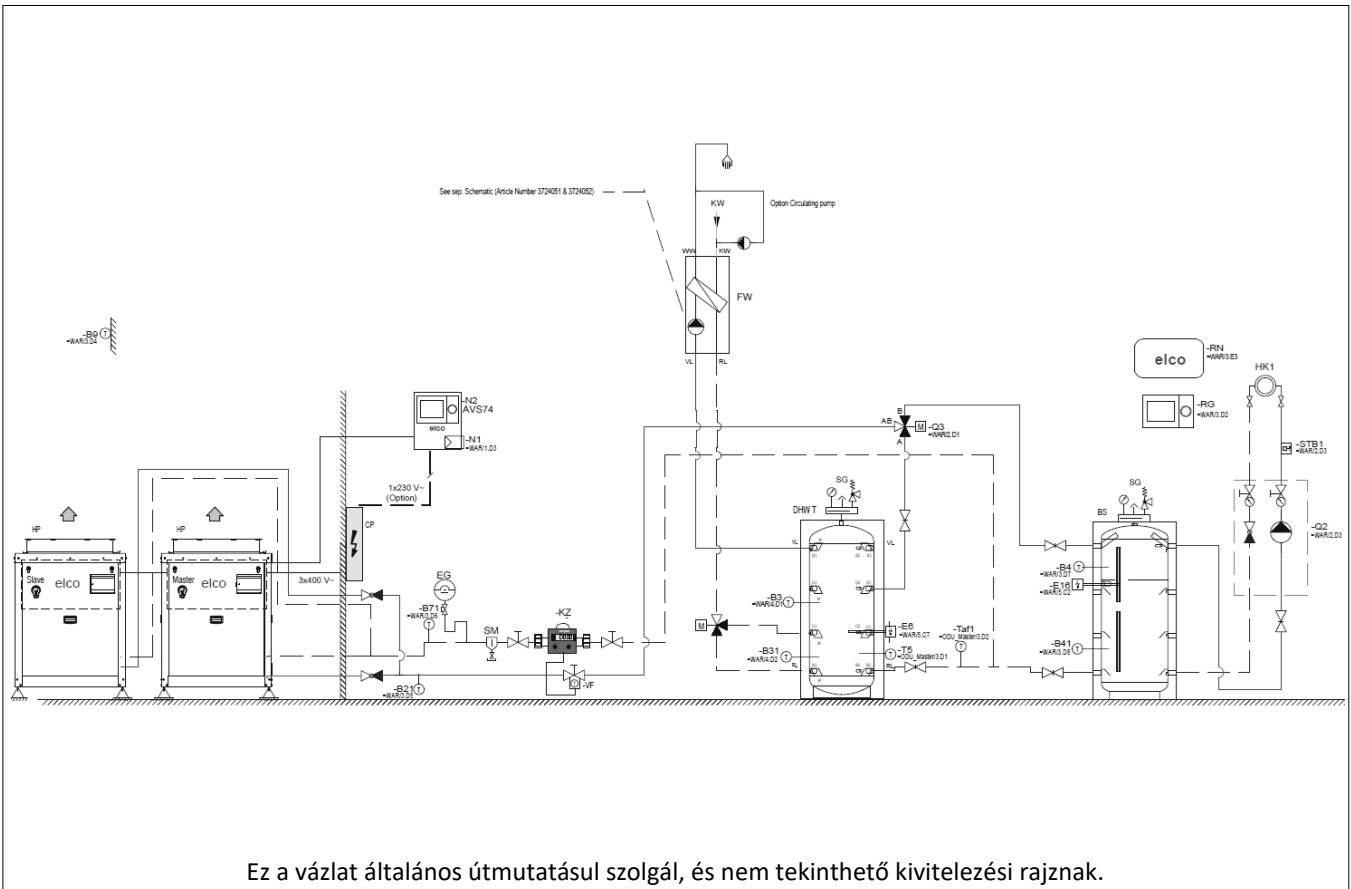 See sep. Schematic (Article Number 3724051 & 3724052)
KW
Option Circulating pump
WW
KW
FW
VL
RL
-B9
=WAR/3.D4
T
-N2
AVS74
elco
-N1
=WAR/1.D3
1x230 V~
(Option)
CP
3x400 V~
HP
Slave
elco
HP
Master
elco
EG
-B71
=WAR/3.D6
T
SM
-KZ
-VF
-B21
=WAR/3.D5
T
AB
B
A
M
-Q3
=WAR/2.D1
SG
DHW T
VL
VL
-B3
=WAR/4.D1
T
M
-B31
=WAR/4.D2
T
RL
RL
-E6
=WAR/5.C7
-T5
=ODU_Master/3.D1
T
-Taf1
=ODU_Master/3.D2
T
elco
-RN
=WAR/3.E3
-RG
=WAR/3.D2
HK1
-STB1
=WAR/2.D3
-Q2
=WAR/2.D3
SG
BS
-B4
=WAR/3.D7
T
-E16
=WAR/5.C2
-B41
=WAR/3.D8
T
Ez a vázlat általános útmutatásul szolgál, és nem tekinthető kivitelezési rajznak.